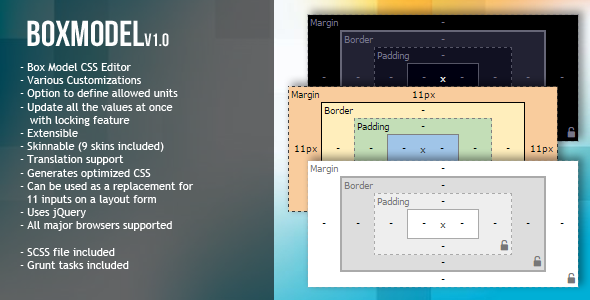 BOXMODEL V1.0
- Box Model CSS Editor
- Various Customizations
- Option to define allowed units
- Update all the values at once
with locking feature
- Extensible
- Skinnable (9 skins included)
- Translation support
- Generates optimized CSS
- Can be used as a replacement for
11 inputs on a layout form
- Uses jQuery
- All major browsers supported
- SCSS file included
- Grunt tasks included
Margin -
Border -
Padding -
- - - x - - -
Margin 11px
Border -
Padding -
11px - - x - - 11px
Margin -
Border -
Padding -
- - - x - - -
-
-
-